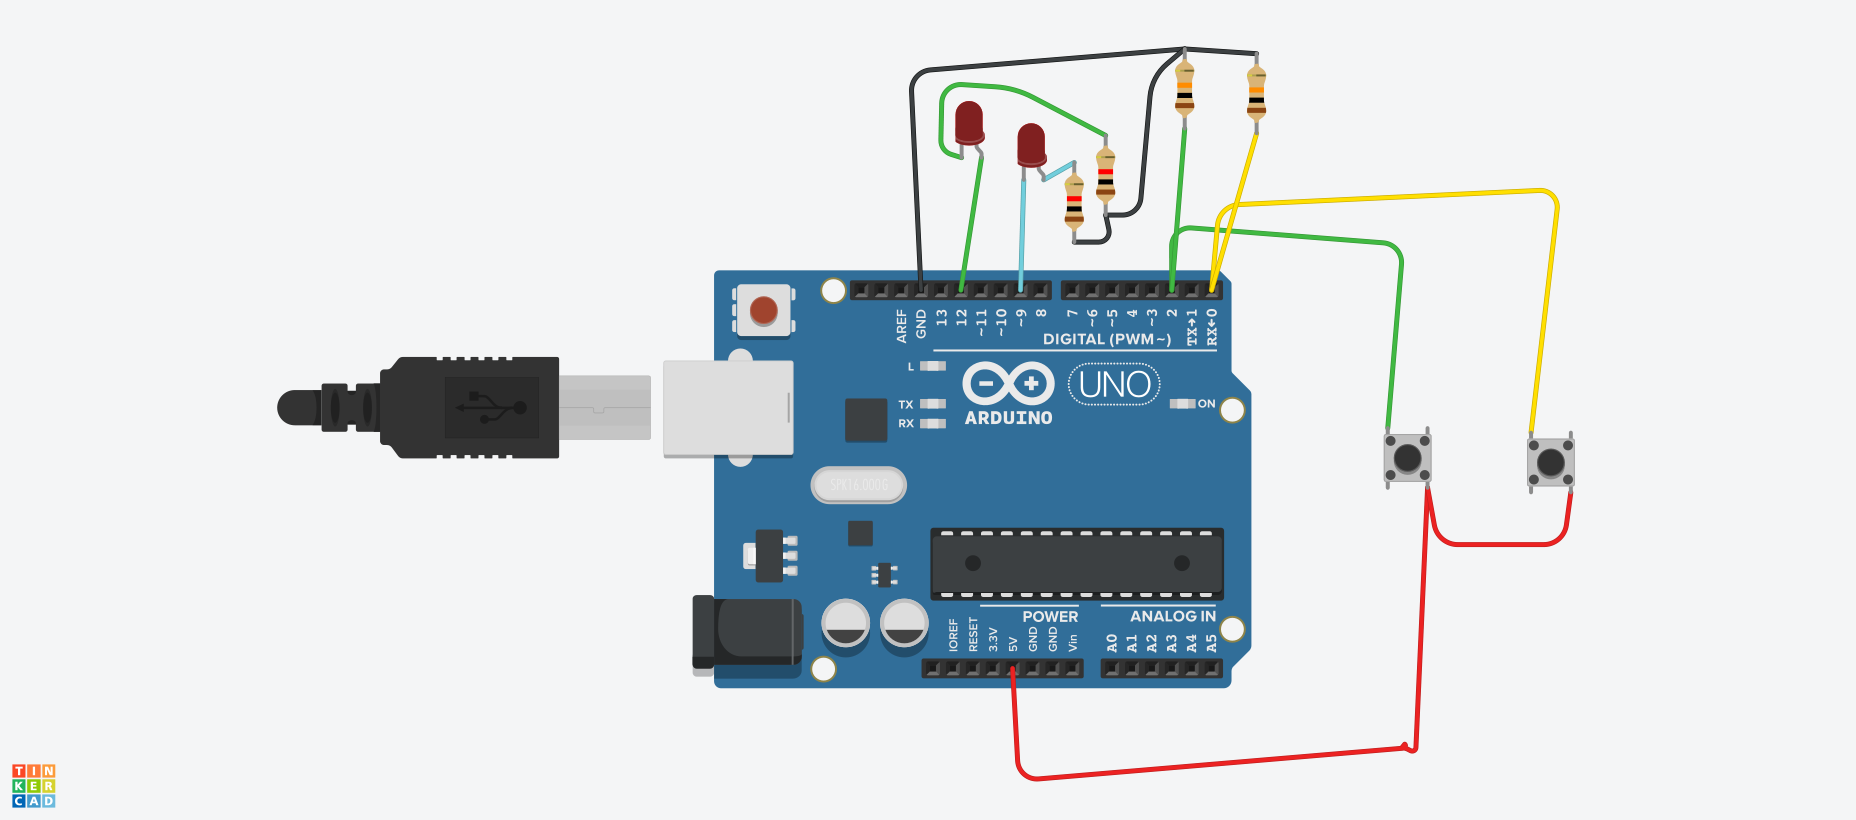 AREF
GND
13
12
~11
~10
~9
8
7
~6
~5
4
~3
2
TX→1
RX←0
DIGITAL (PWM~)
L
TX
RX
UNO
ARDUINO
ON
SPK16.000G
POWER
ANALOG IN
IOREF
RESET
3.3V
5V
GND
GND
Vin
A0
A1
A2
A3
A4
A5
TIN
KER
CAD